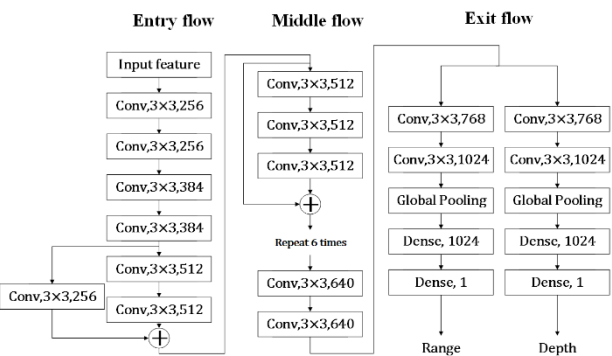 Entry flow
Input feature
Conv,3×3,256
Conv,3×3,256
Conv,3×3,384
Conv,3×3,384
Conv,3×3,512
Conv,3×3,256
Conv,3×3,512
Middle flow
Conv,3×3,512
Conv,3×3,512
Conv,3×3,512
Repeat 6 times
Conv,3×3,640
Conv,3×3,640
Exit flow
Conv,3×3,768 Conv,3×3,768
Conv,3×3,1024 Conv,3×3,1024
Global Pooling Global Pooling
Dense, 1024 Dense, 1024
Dense, 1 Dense, 1
Range Depth